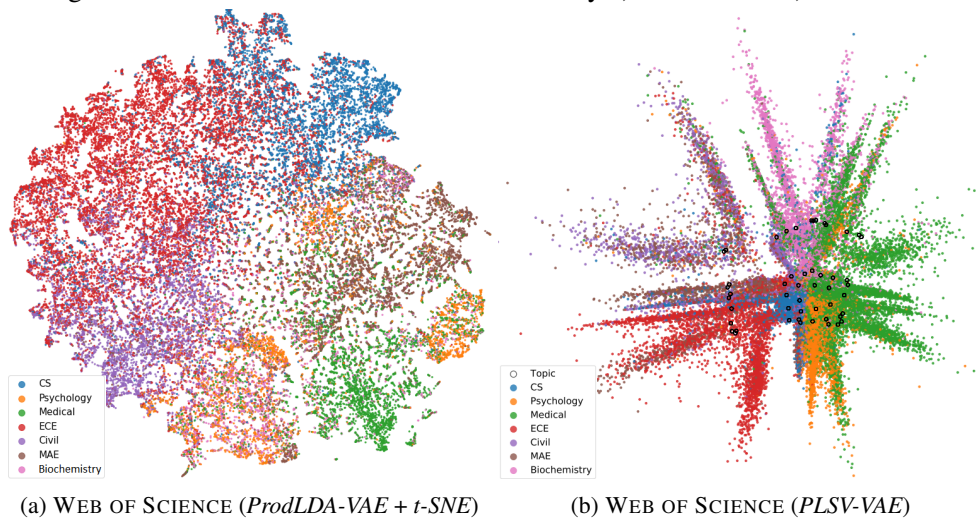 CS
Psychology
Medical
ECE
Civil
MAE
Biochemistry
Topic
CS
Psychology
Medical
ECE
Civil
MAE
Biochemistry
(a) WEB OF SCIENCE (ProdLDA-VAE + t-SNE)
(b) WEB OF SCIENCE (PLSV-VAE)